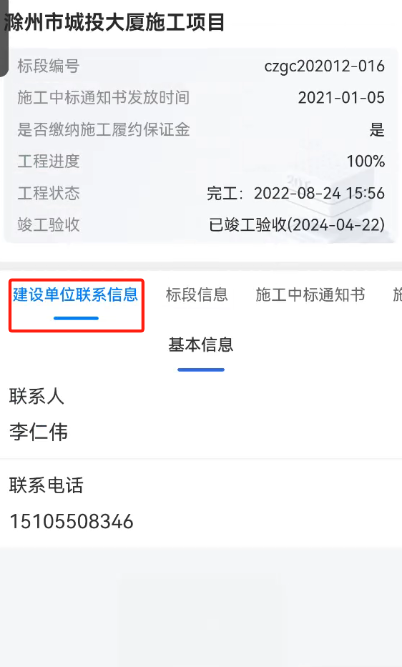 滁州市城投大厦施工项目
标段编号 czgc202012-016
施工中标通知书发放时间 2021-01-05
是否缴纳施工履约保证金 是
工程进度 100%
工程状态 完工：2022-08-24 15:56
竣工验收 已竣工验收(2024-04-22)
建设单位联系信息 标段信息 施工中标通知书
基本信息
联系人
李仁伟
联系电话
15105508346